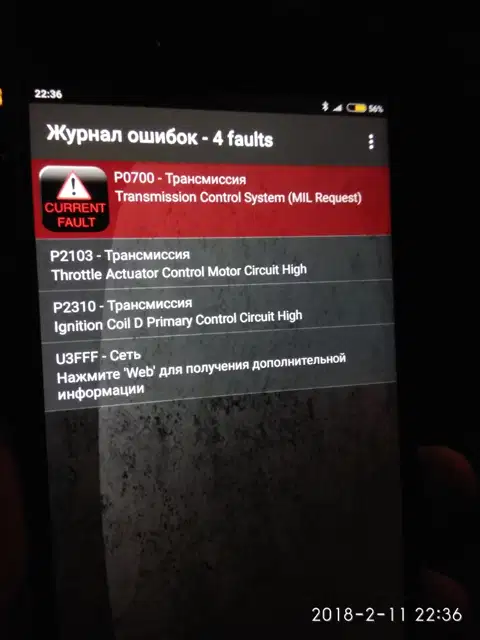 22:36
56%
Журнал ошибок - 4 faults
CURRENT
FAULT
P0700 - Трансмиссия
Transmission Control System (MIL Request)
P2103 - Трансмиссия
Throttle Actuator Control Motor Circuit High
P2310 - Трансмиссия
Ignition Coil D Primary Control Circuit High
U3FFF - Сеть
Нажмите 'Web' для получения дополнительной
информации
2018-2-11 22:36